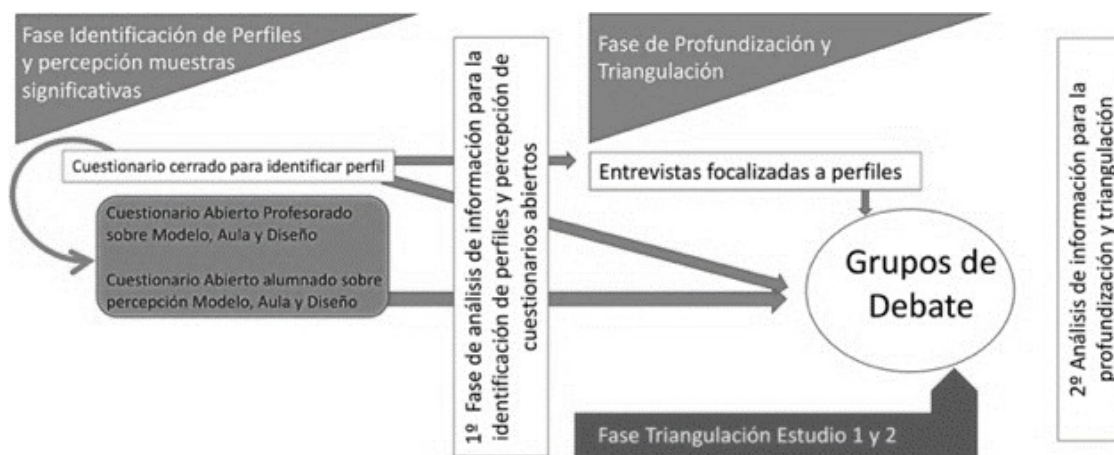 Fase Identificación de Perfiles
y percepción muestras
significativas
Cuestionario cerrado para identificar perfil
Cuestionario Abierto Profesorado
sobre Modelo, Aula y Diseño
Cuestionario Abierto alumnado sobre
percepción Modelo, Aula y Diseño
1º Fase de análisis de información para la
identificación de perfiles y percepción de
cuestionarios abiertos
Fase de Profundización y
Triangulación
Entrevistas focalizadas a perfiles
Grupos de
Debate
Fase Triangulación Estudio 1 y 2
2º Análisis de información para la
profundización y triangulación